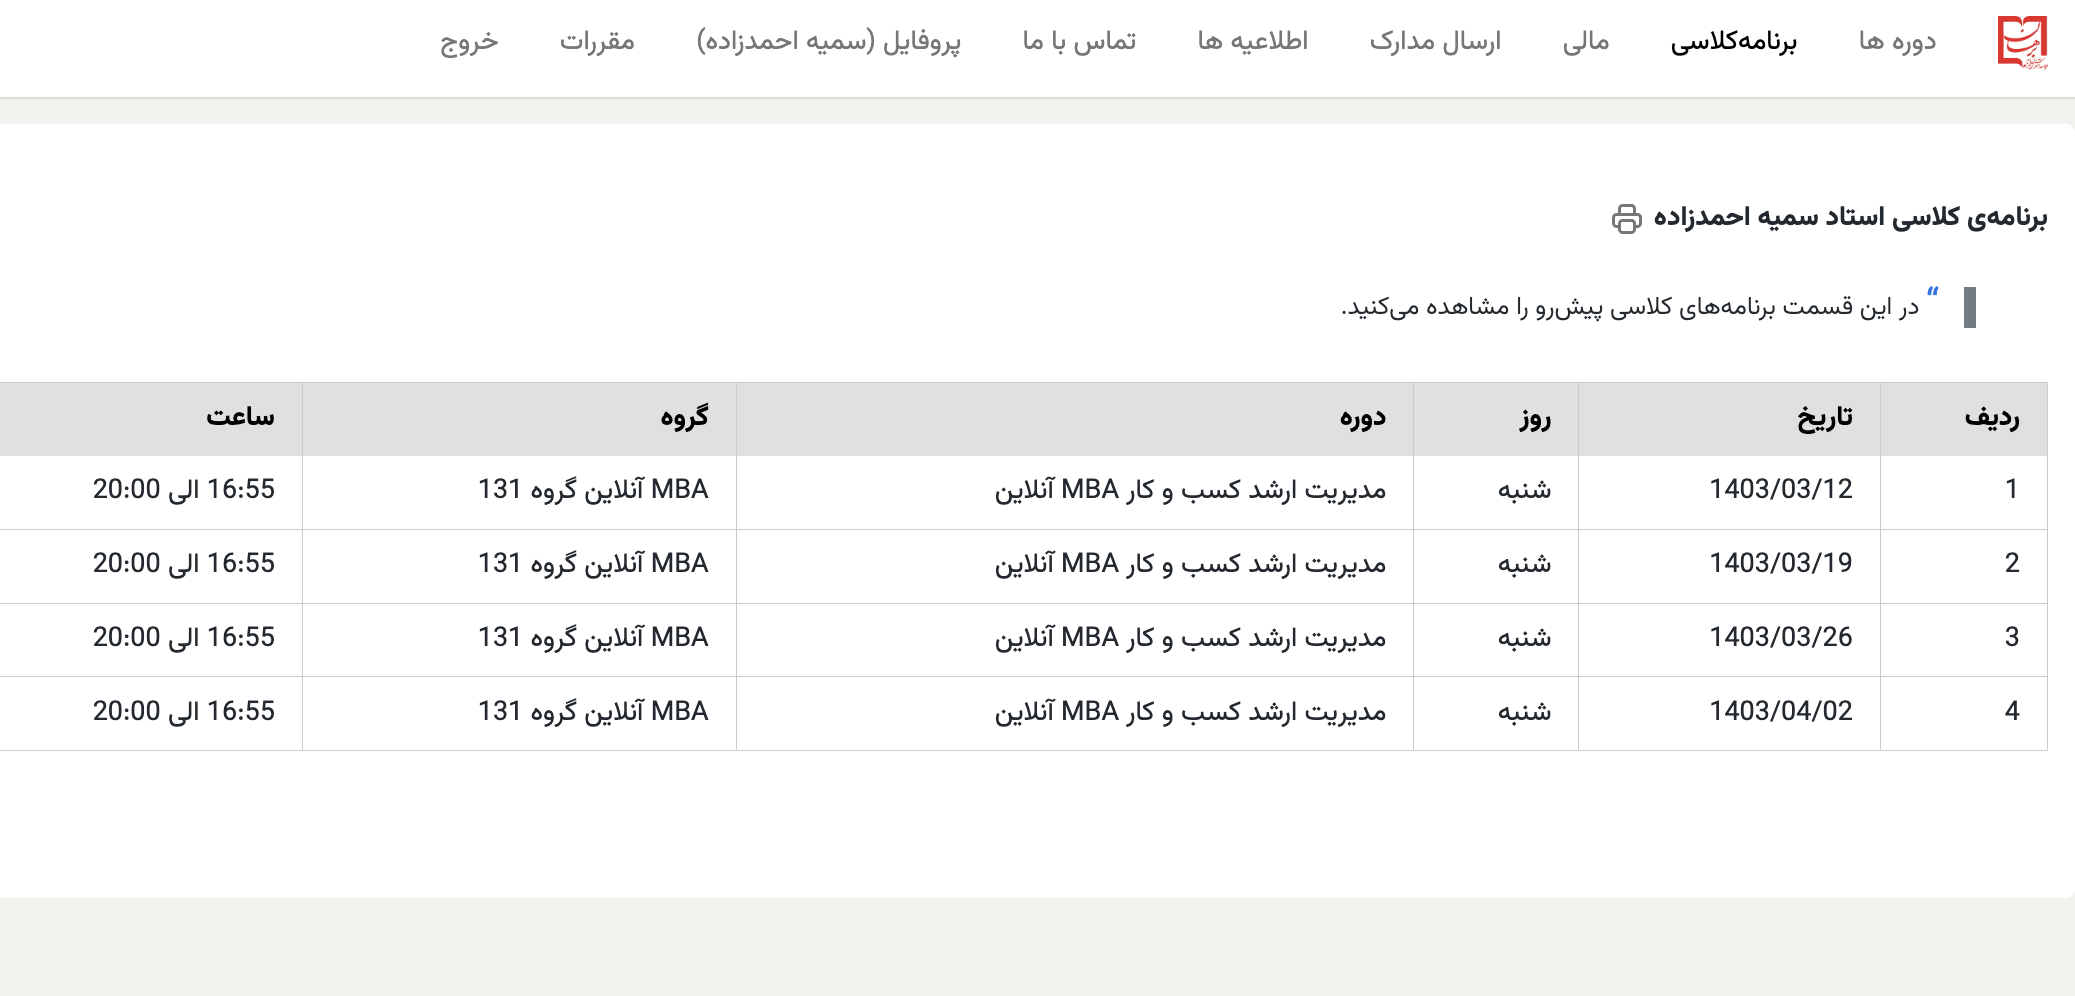 دوره ها برنامه‌کلاسی مالی ارسال مدارک اطلاعیه ها تماس با ما پروفایل (سمیه احمدزاده) مقررات خروج
برنامه‌ی کلاسی استاد سمیه احمدزاده
“ در این قسمت برنامه‌های کلاسی پیش‌رو را مشاهده می‌کنید.
ردیف تاریخ روز دوره گروه ساعت
1 1403/03/12 شنبه مدیریت ارشد کسب و کار MBA آنلاین MBA آنلاین گروه 131 16:55 الی 20:00
2 1403/03/19 شنبه مدیریت ارشد کسب و کار MBA آنلاین MBA آنلاین گروه 131 16:55 الی 20:00
3 1403/03/26 شنبه مدیریت ارشد کسب و کار MBA آنلاین MBA آنلاین گروه 131 16:55 الی 20:00
4 1403/04/02 شنبه مدیریت ارشد کسب و کار MBA آنلاین MBA آنلاین گروه 131 16:55 الی 20:00